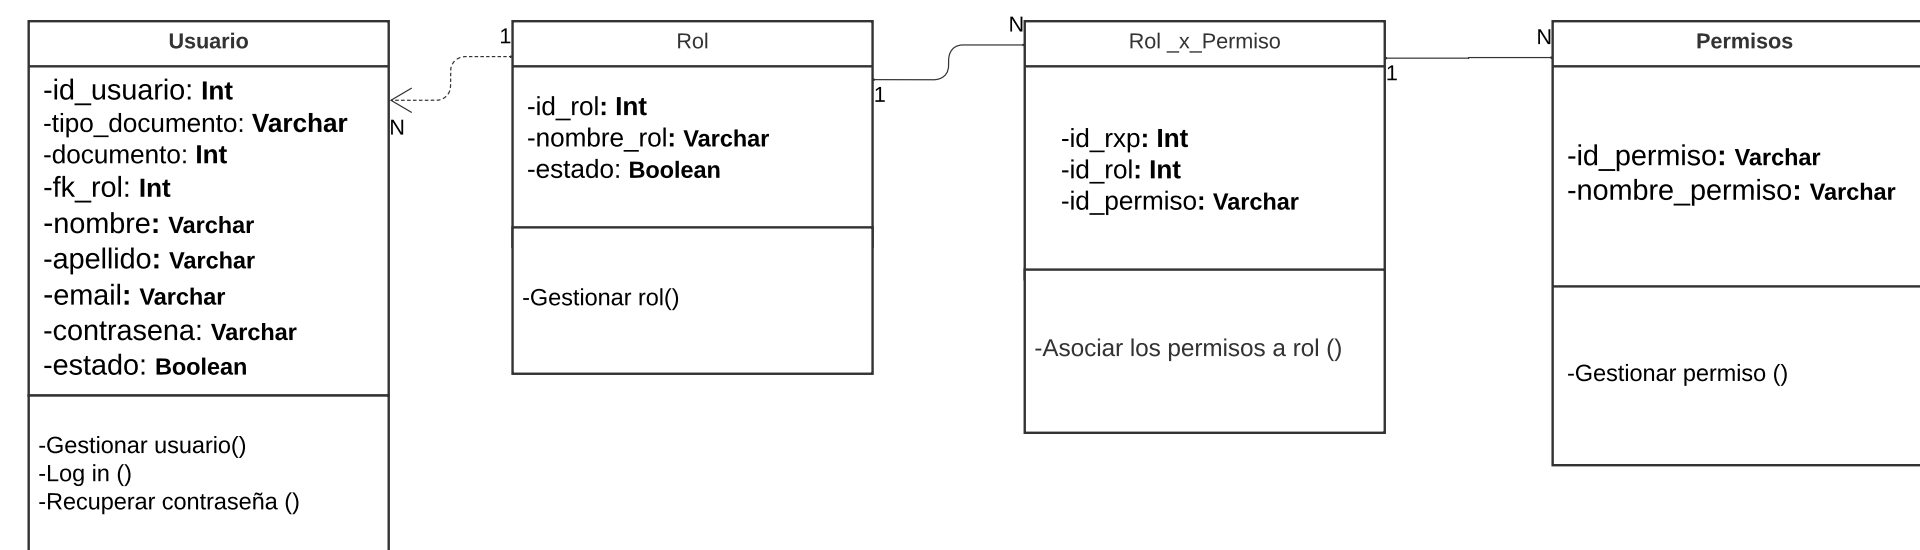 Usuario
-id_usuario: Int
-tipo_documento: Varchar
-documento: Int
-fk_rol: Int
-nombre: Varchar
-apellido: Varchar
-email: Varchar
-contrasena: Varchar
-estado: Boolean
-Gestionar usuario()
-Log in ()
-Recuperar contraseña ()
N
1
Rol
-id_rol: Int
-nombre_rol: Varchar
-estado: Boolean
-Gestionar rol()
1
N
Rol _x_Permiso
-id_rxp: Int
-id_rol: Int
-id_permiso: Varchar
-Asociar los permisos a rol ()
1
N
Permisos
-id_permiso: Varchar
-nombre_permiso: Varchar
-Gestionar permiso ()